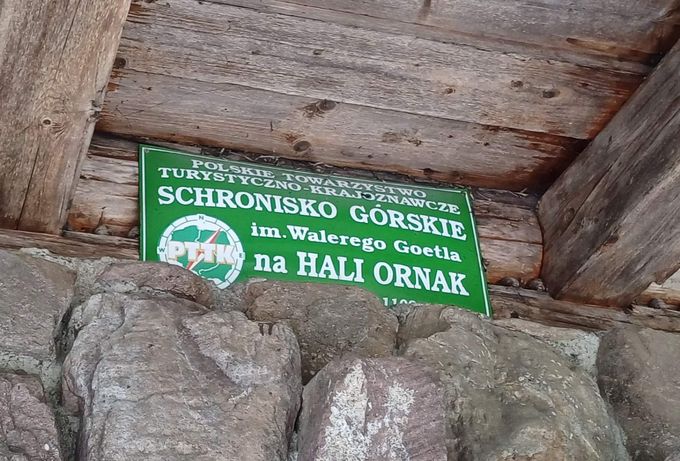 POLSKIE TOWARZYSTWO
TURYSTYCZNO-KRAJOZNAWCZE
SCHRONISKO GÓRSKIE
im. Walerego Goetla
na HALI ORNAK
N
W
E
PTTK